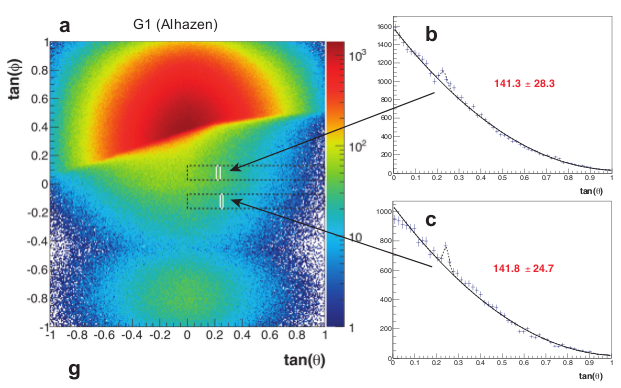 a G1 (Alhazen)
tan(ϕ)
1
0.8
0.6
0.4
0.2
0
-0.2
-0.4
-0.6
-0.8
-1
-1 -0.8 -0.6 -0.4 -0.2 0 0.2 0.4 0.6 0.8 1
tan(θ)
10³
10²
10
1
g
b
1600
1400
1200
1000
800
600
400
200
0
141.3 ± 28.3
0 0.1 0.2 0.3 0.4 0.5 0.6 0.7 0.8 0.9 1
tan(θ)
c
1000
800
600
400
200
0
141.8 ± 24.7
0 0.1 0.2 0.3 0.4 0.5 0.6 0.7 0.8 0.9 1
tan(θ)